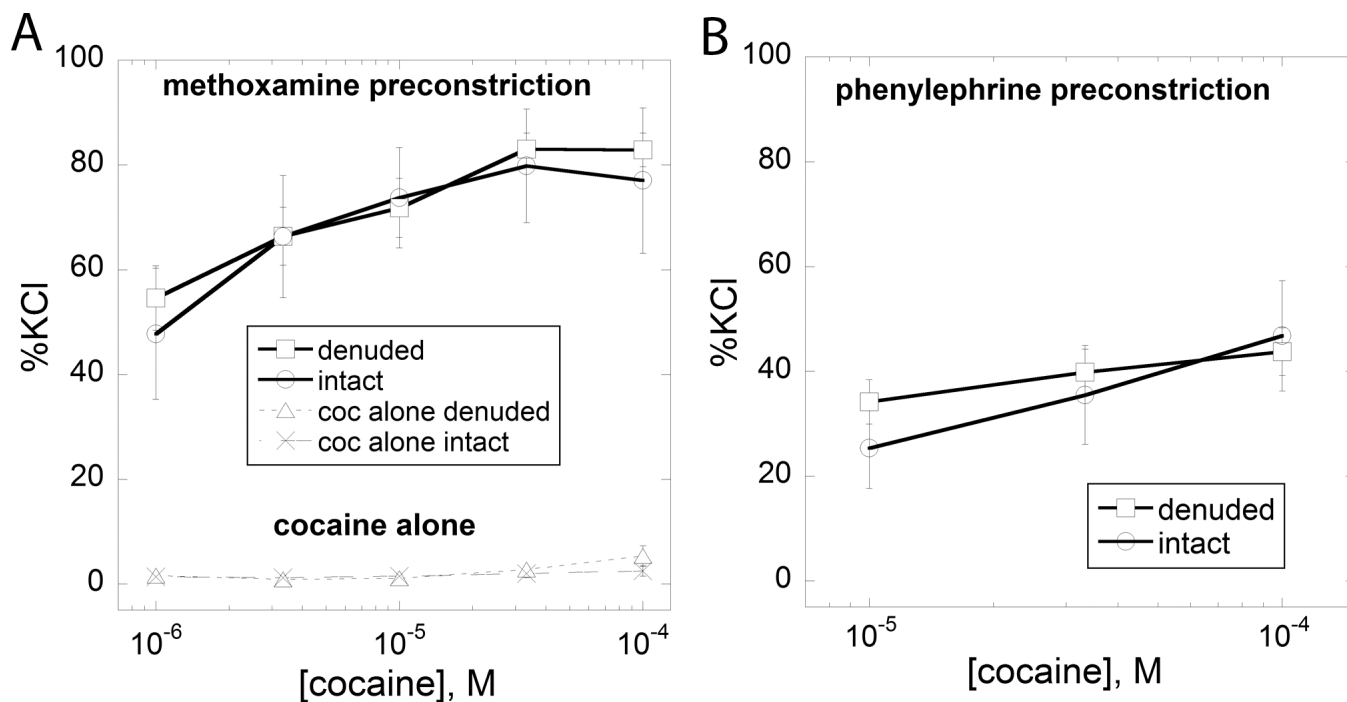 A
methoxamine preconstriction
100
80
60
40
20
0
%KCl
denuded
intact
coc alone denuded
coc alone intact
cocaine alone
10-6
10-5
10-4
[cocaine], M
B
phenylephrine preconstriction
100
80
60
40
20
0
%KCl
denuded
intact
10-5
10-4
[cocaine], M